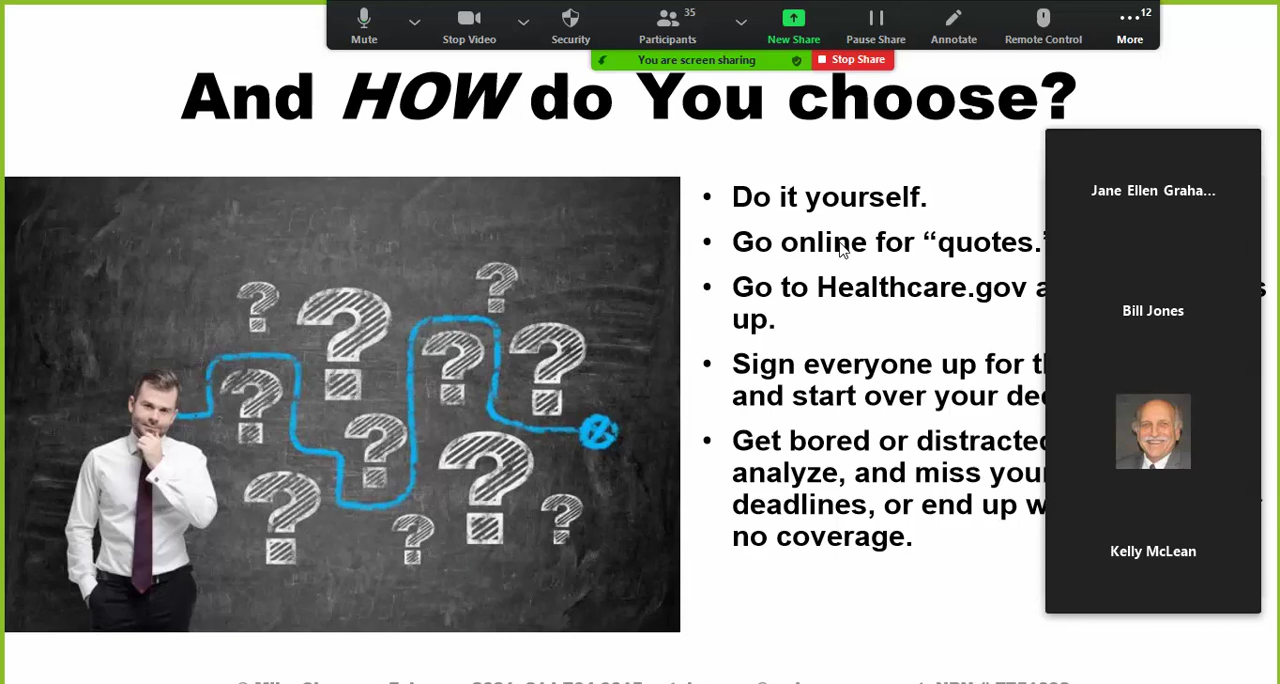 35
12
Mute
Stop Video
Security
Participants
New Share
Pause Share
Annotate
Remote Control
More
You are screen sharing
Stop Share
And HOW do You choose?
• Do it yourself.
• Go online for “quotes.”
• Go to Healthcare.gov
up.
• Sign everyone up for
and start over your
• Get bored or distracted
analyze, and miss your
deadlines, or end up
no coverage.
? ? ? ? ? ? ? ? ? ? ?
Jane Ellen Graha...
Bill Jones
Kelly McLean